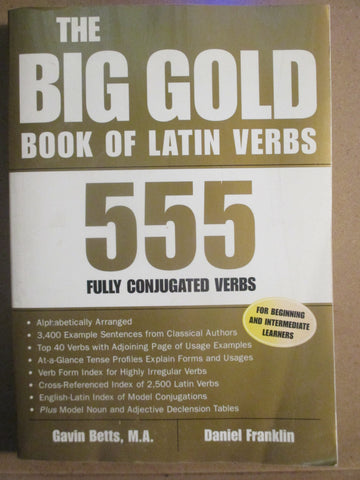 THE
BIG GOLD
BOOK OF LATIN VERBS
555
FULLY CONJUGATED VERBS
FOR BEGINNING
AND INTERMEDIATE
LEARNERS
• Alphabetically Arranged
• 3,400 Example Sentences from Classical Authors
• Top 40 Verbs with Adjoining Page of Usage Examples
• At-a-Glance Tense Profiles Explain Forms and Usages
• Verb Form Index for Highly Irregular Verbs
• Cross-Referenced Index of 2,500 Latin Verbs
• English-Latin Index of Model Conjugations
• Plus Model Noun and Adjective Declension Tables
Gavin Betts, M.A. Daniel Franklin